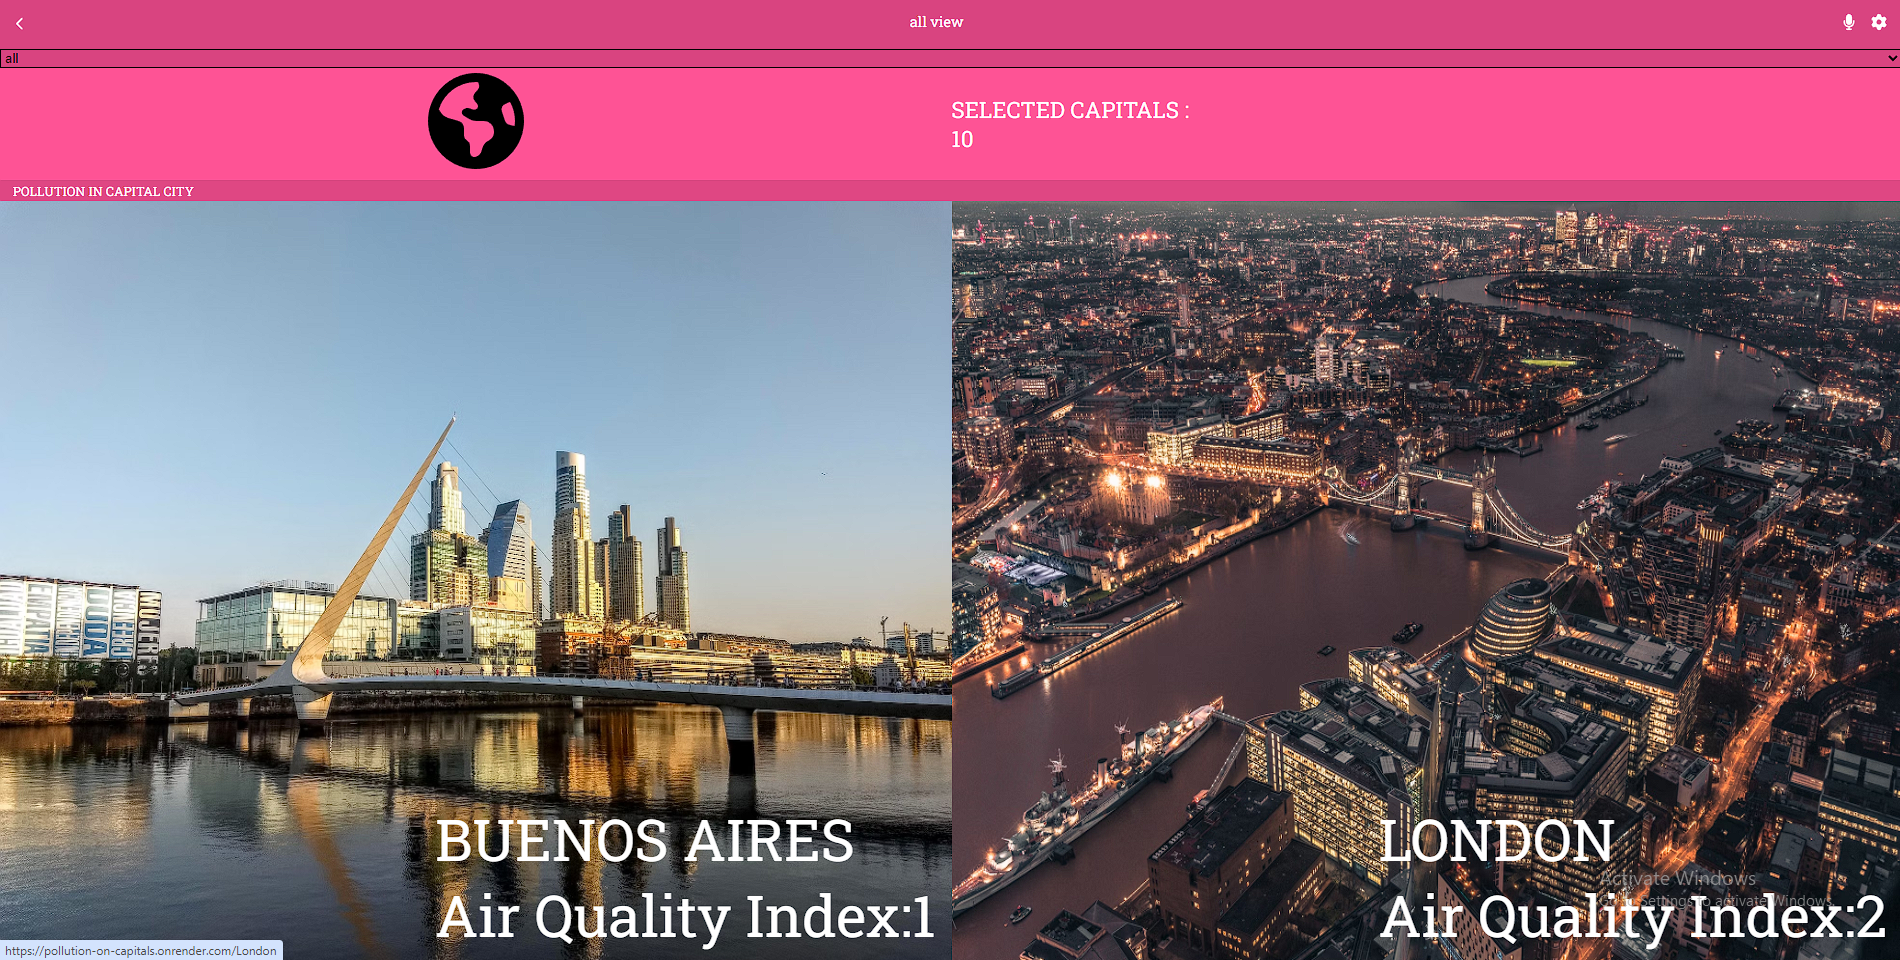 all view
all
SELECTED CAPITALS :
10
POLLUTION IN CAPITAL CITY
BUENOS AIRES
Air Quality Index:1
LONDON
Air Quality Index:2
Activate Windows
Go to Settings to activate Windows.
https://pollution-on-capitals.onrender.com/London